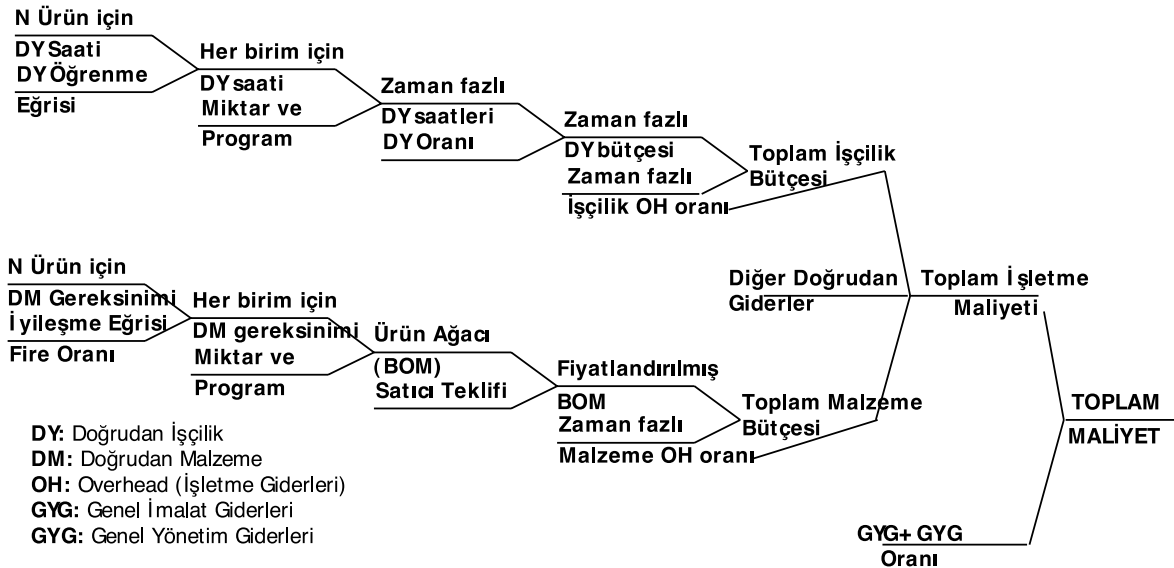 N Ürün için
DY Saati
DY Öğrenme
Eğrisi
Her birim için
DY saati
Miktar ve
Program
Zaman fazlı
DY saatleri
DY Oranı
Zaman fazlı
DY bütçesi
Zaman fazlı
İşçilik OH oranı
Toplam İşçilik
Bütçesi
N Ürün için
DM Gereksinimi
İyileşme Eğrisi
Fire Oranı
Her birim için
DM gereksinimi
Miktar ve
Program
Ürün Ağacı
(BOM)
Satıcı Teklifi
Fiyatlandırılmış
BOM
Zaman fazlı
Malzeme OH oranı
Toplam Malzeme
Bütçesi
Diğer Doğrudan
Giderler
Toplam İşletme
Maliyeti
TOPLAM
MALİYET
GYG+ GYG
Oranı
DY: Doğrudan İşçilik
DM: Doğrudan Malzeme
OH: Overhead (İşletme Giderleri)
GYG: Genel İmalat Giderleri
GYG: Genel Yönetim Giderleri